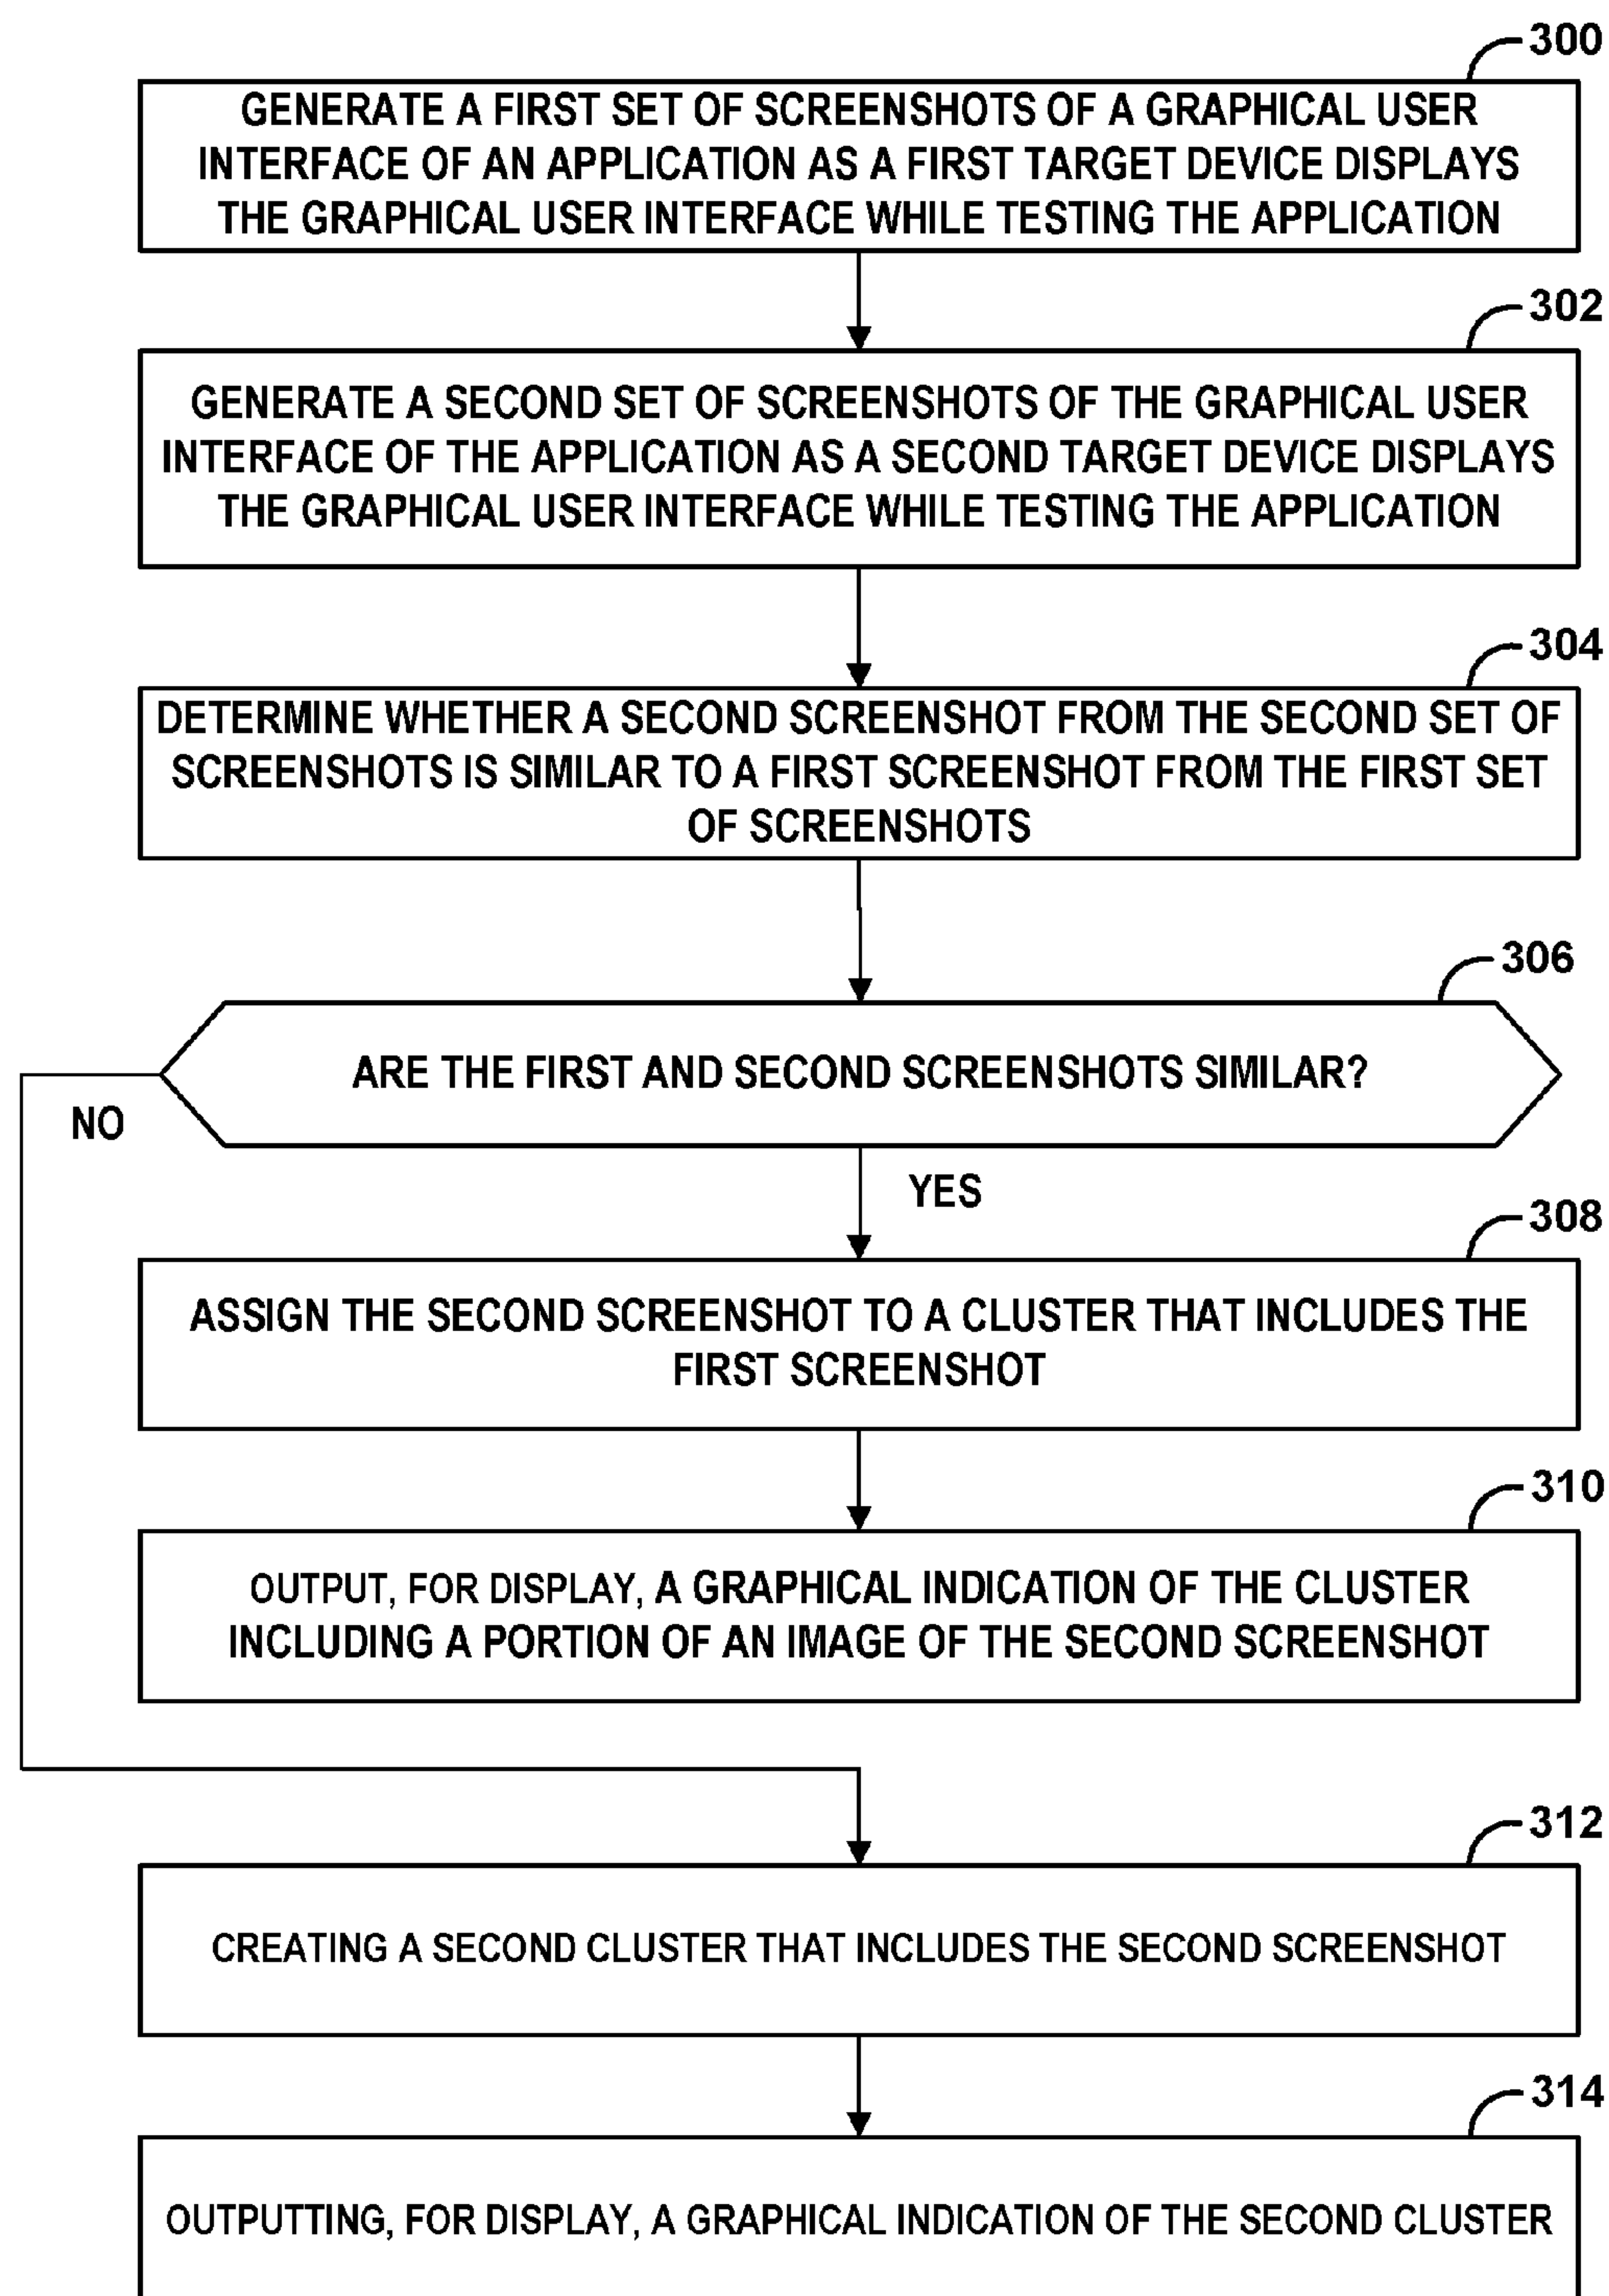 300
GENERATE A FIRST SET OF SCREENSHOTS OF A GRAPHICAL USER
INTERFACE OF AN APPLICATION AS A FIRST TARGET DEVICE DISPLAYS
THE GRAPHICAL USER INTERFACE WHILE TESTING THE APPLICATION
302
GENERATE A SECOND SET OF SCREENSHOTS OF THE GRAPHICAL USER
INTERFACE OF THE APPLICATION AS A SECOND TARGET DEVICE DISPLAYS
THE GRAPHICAL USER INTERFACE WHILE TESTING THE APPLICATION
304
DETERMINE WHETHER A SECOND SCREENSHOT FROM THE SECOND SET OF
SCREENSHOTS IS SIMILAR TO A FIRST SCREENSHOT FROM THE FIRST SET
OF SCREENSHOTS
306
ARE THE FIRST AND SECOND SCREENSHOTS SIMILAR?
NO
YES
308
ASSIGN THE SECOND SCREENSHOT TO A CLUSTER THAT INCLUDES THE
FIRST SCREENSHOT
310
OUTPUT, FOR DISPLAY, A GRAPHICAL INDICATION OF THE CLUSTER
INCLUDING A PORTION OF AN IMAGE OF THE SECOND SCREENSHOT
312
CREATING A SECOND CLUSTER THAT INCLUDES THE SECOND SCREENSHOT
314
OUTPUTTING, FOR DISPLAY, A GRAPHICAL INDICATION OF THE SECOND CLUSTER